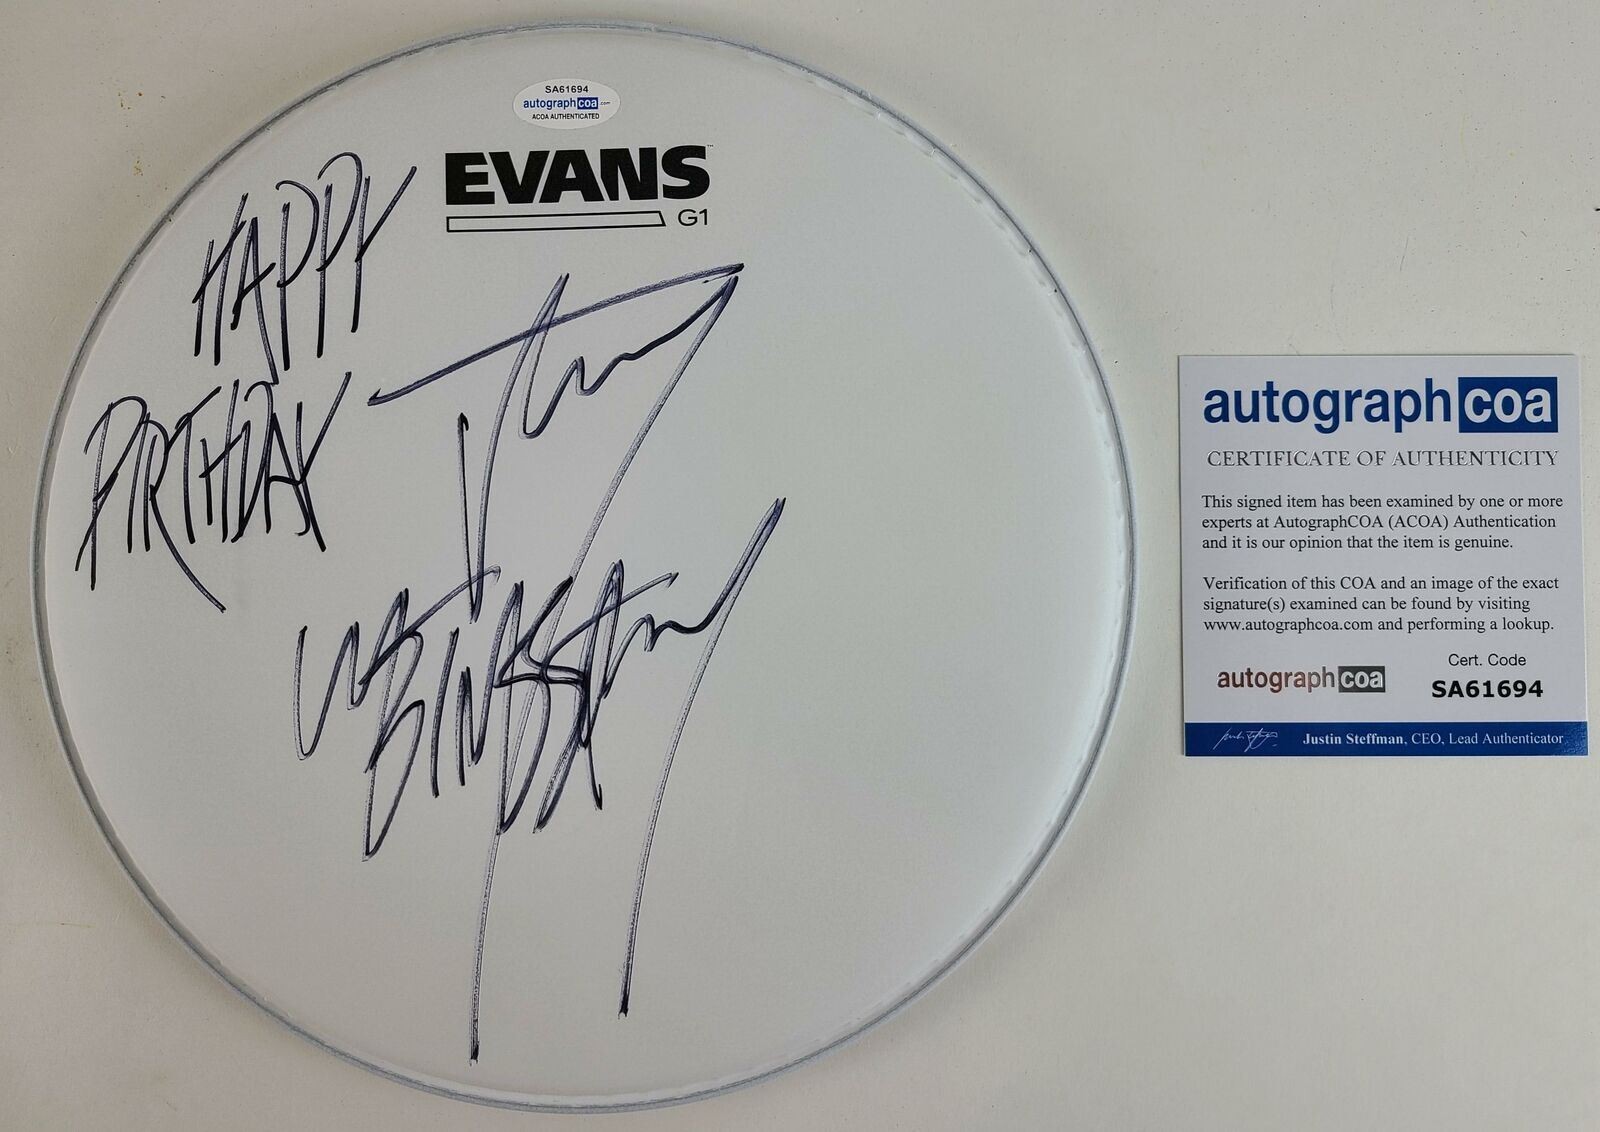 SA61694
autographcoa.com
ACOA AUTHENTICATED
EVANS™
G1
HAPPY
BIRTHDAY
autographcoa
CERTIFICATE OF AUTHENTICITY
This signed item has been examined by one or more
experts at AutographCOA (ACOA) Authentication
and it is our opinion that the item is genuine.
Verification of this COA and an image of the exact
signature(s) examined can be found by visiting
www.autographcoa.com and performing a lookup.
autographcoa
Cert. Code
SA61694
Justin Steffman, CEO, Lead Authenticator